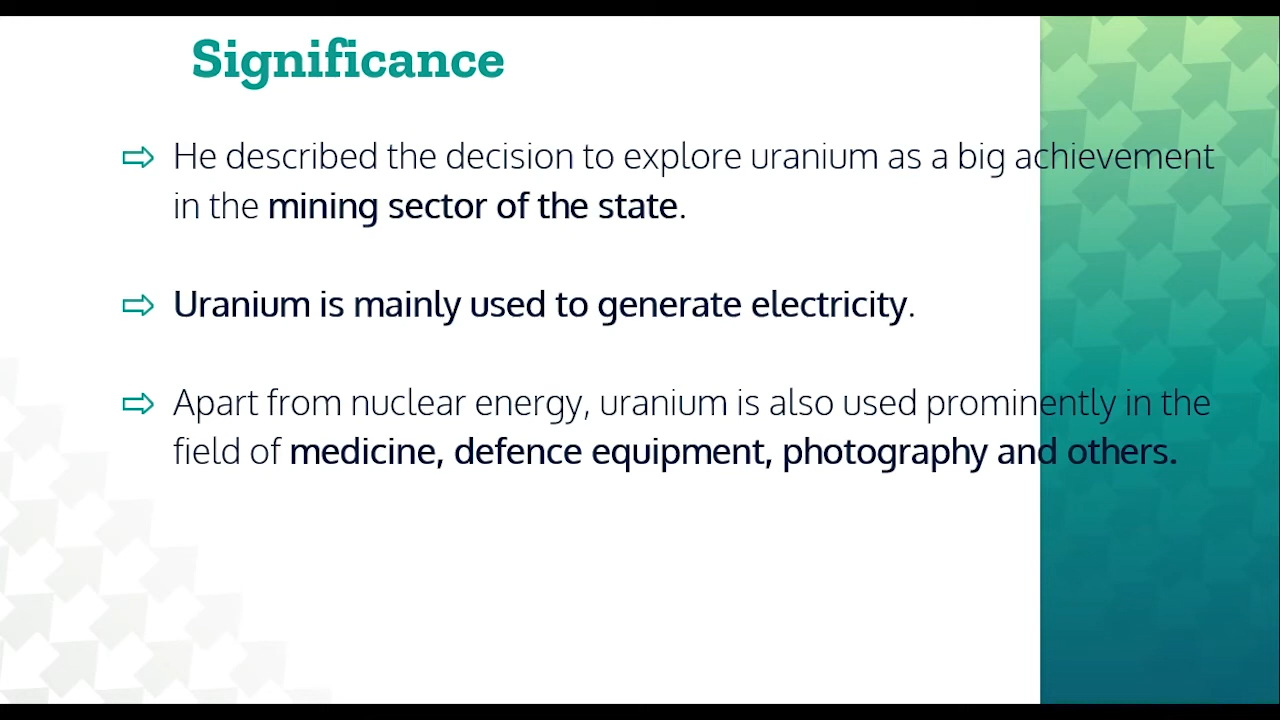 Significance
⇨ He described the decision to explore uranium as a big achievement
in the mining sector of the state.
⇨ Uranium is mainly used to generate electricity.
⇨ Apart from nuclear energy, uranium is also used prominently in the
field of medicine, defence equipment, photography and others.